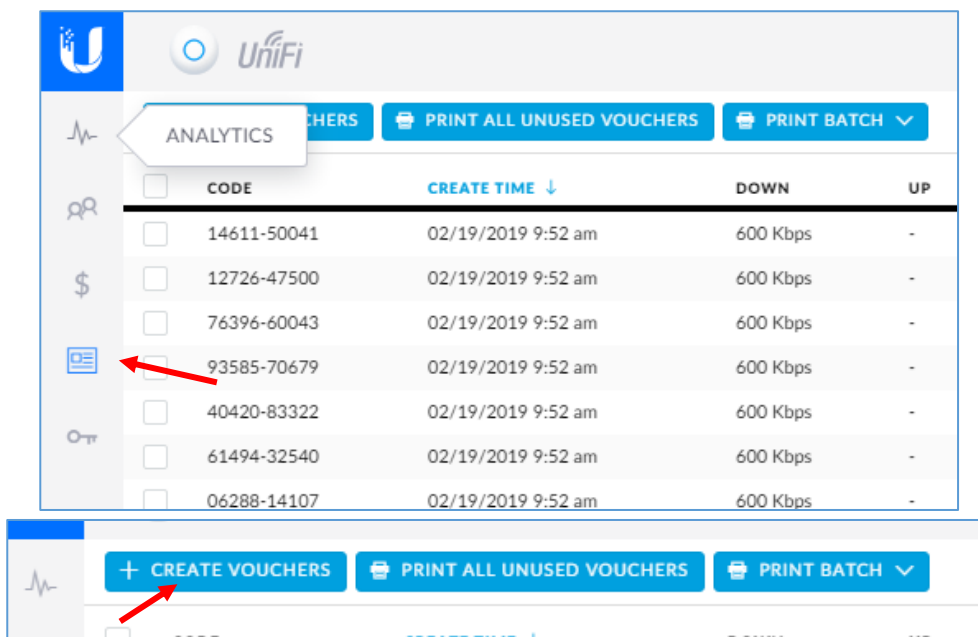 UniFi
ANALYTICS CHERS PRINT ALL UNUSED VOUCHERS PRINT BATCH
CODE CREATE TIME ↓ DOWN UP
14611-50041 02/19/2019 9:52 am 600 Kbps -
12726-47500 02/19/2019 9:52 am 600 Kbps -
76396-60043 02/19/2019 9:52 am 600 Kbps -
93585-70679 02/19/2019 9:52 am 600 Kbps -
40420-83322 02/19/2019 9:52 am 600 Kbps -
61494-32540 02/19/2019 9:52 am 600 Kbps -
06288-14107 02/19/2019 9:52 am 600 Kbps -
+ CREATE VOUCHERS PRINT ALL UNUSED VOUCHERS PRINT BATCH